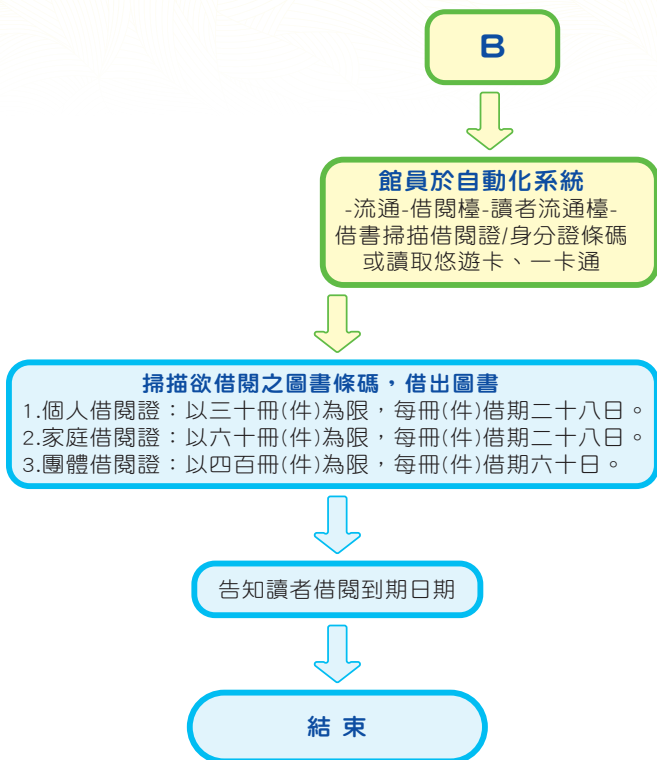 B
館員於自動化系統
-流通-借閱檯-讀者流通檯-
借書掃描借閱證/身分證條碼
或讀取悠遊卡、一卡通
掃描欲借閱之圖書條碼，借出圖書
1.個人借閱證：以三十冊(件)為限，每冊(件)借期二十八日。
2.家庭借閱證：以六十冊(件)為限，每冊(件)借期二十八日。
3.團體借閱證：以四百冊(件)為限，每冊(件)借期六十日。
告知讀者借閱到期日期
結 束